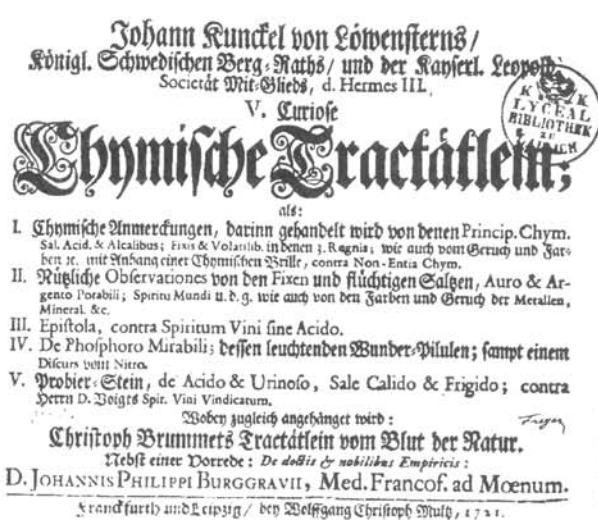 Johann Kunckel von Löwensterns /
Königl. Schwedischen Berg-Raths / und der Kayserl. Leopold.
Societät Mit-Glieds, d. Hermes III.
V. Curiose
Chymische Tractätlein;
als:
I. Chymische Anmerckungen, darinn gehandelt wird von denen Princip. Chym.
Sal. Acid. & Alcalibus; Fixis & Volatilib. in denen 3. Regnis; wie auch vom Geruch und Far-
ben ꝛc. mit Anhang einer Chymischen Brille, contra Non-Entia Chym.
II. Nützliche Observationes von den Fixen und flüchtigen Saltzen, Auro & Ar-
gento Potabili; Spiritu Mundi u. d. g. wie auch von den Farben und Geruch der Metallen,
Mineral. &c.
III. Epistola, contra Spiritum Vini sine Acido.
IV. De Phosphoro Mirabili; dessen leuchtenden Wunder-Pilulen; sampt einem
Discurs vom Nitro.
V. Probier-Stein, de Acido & Urinoso, Sale Calido & Frigido; contra
Herrn D. Voigts Spir. Vini Vindicatum.
Wobey zugleich angehänget wird:
Christoph Brummets Tractätlein vom Blut der Natur.
Nebst einer Vorrede: De doctis & nobilibus Empiricis:
D. JOHANNIS PHILIPPI BURGGRAVII, Med. Francof. ad Mœnum.
Franckfurth und Leipzig / bey Wolffgang Christoph Multz, 1721.
K K
LYCEAL
BIBLIOTHEK
ZU